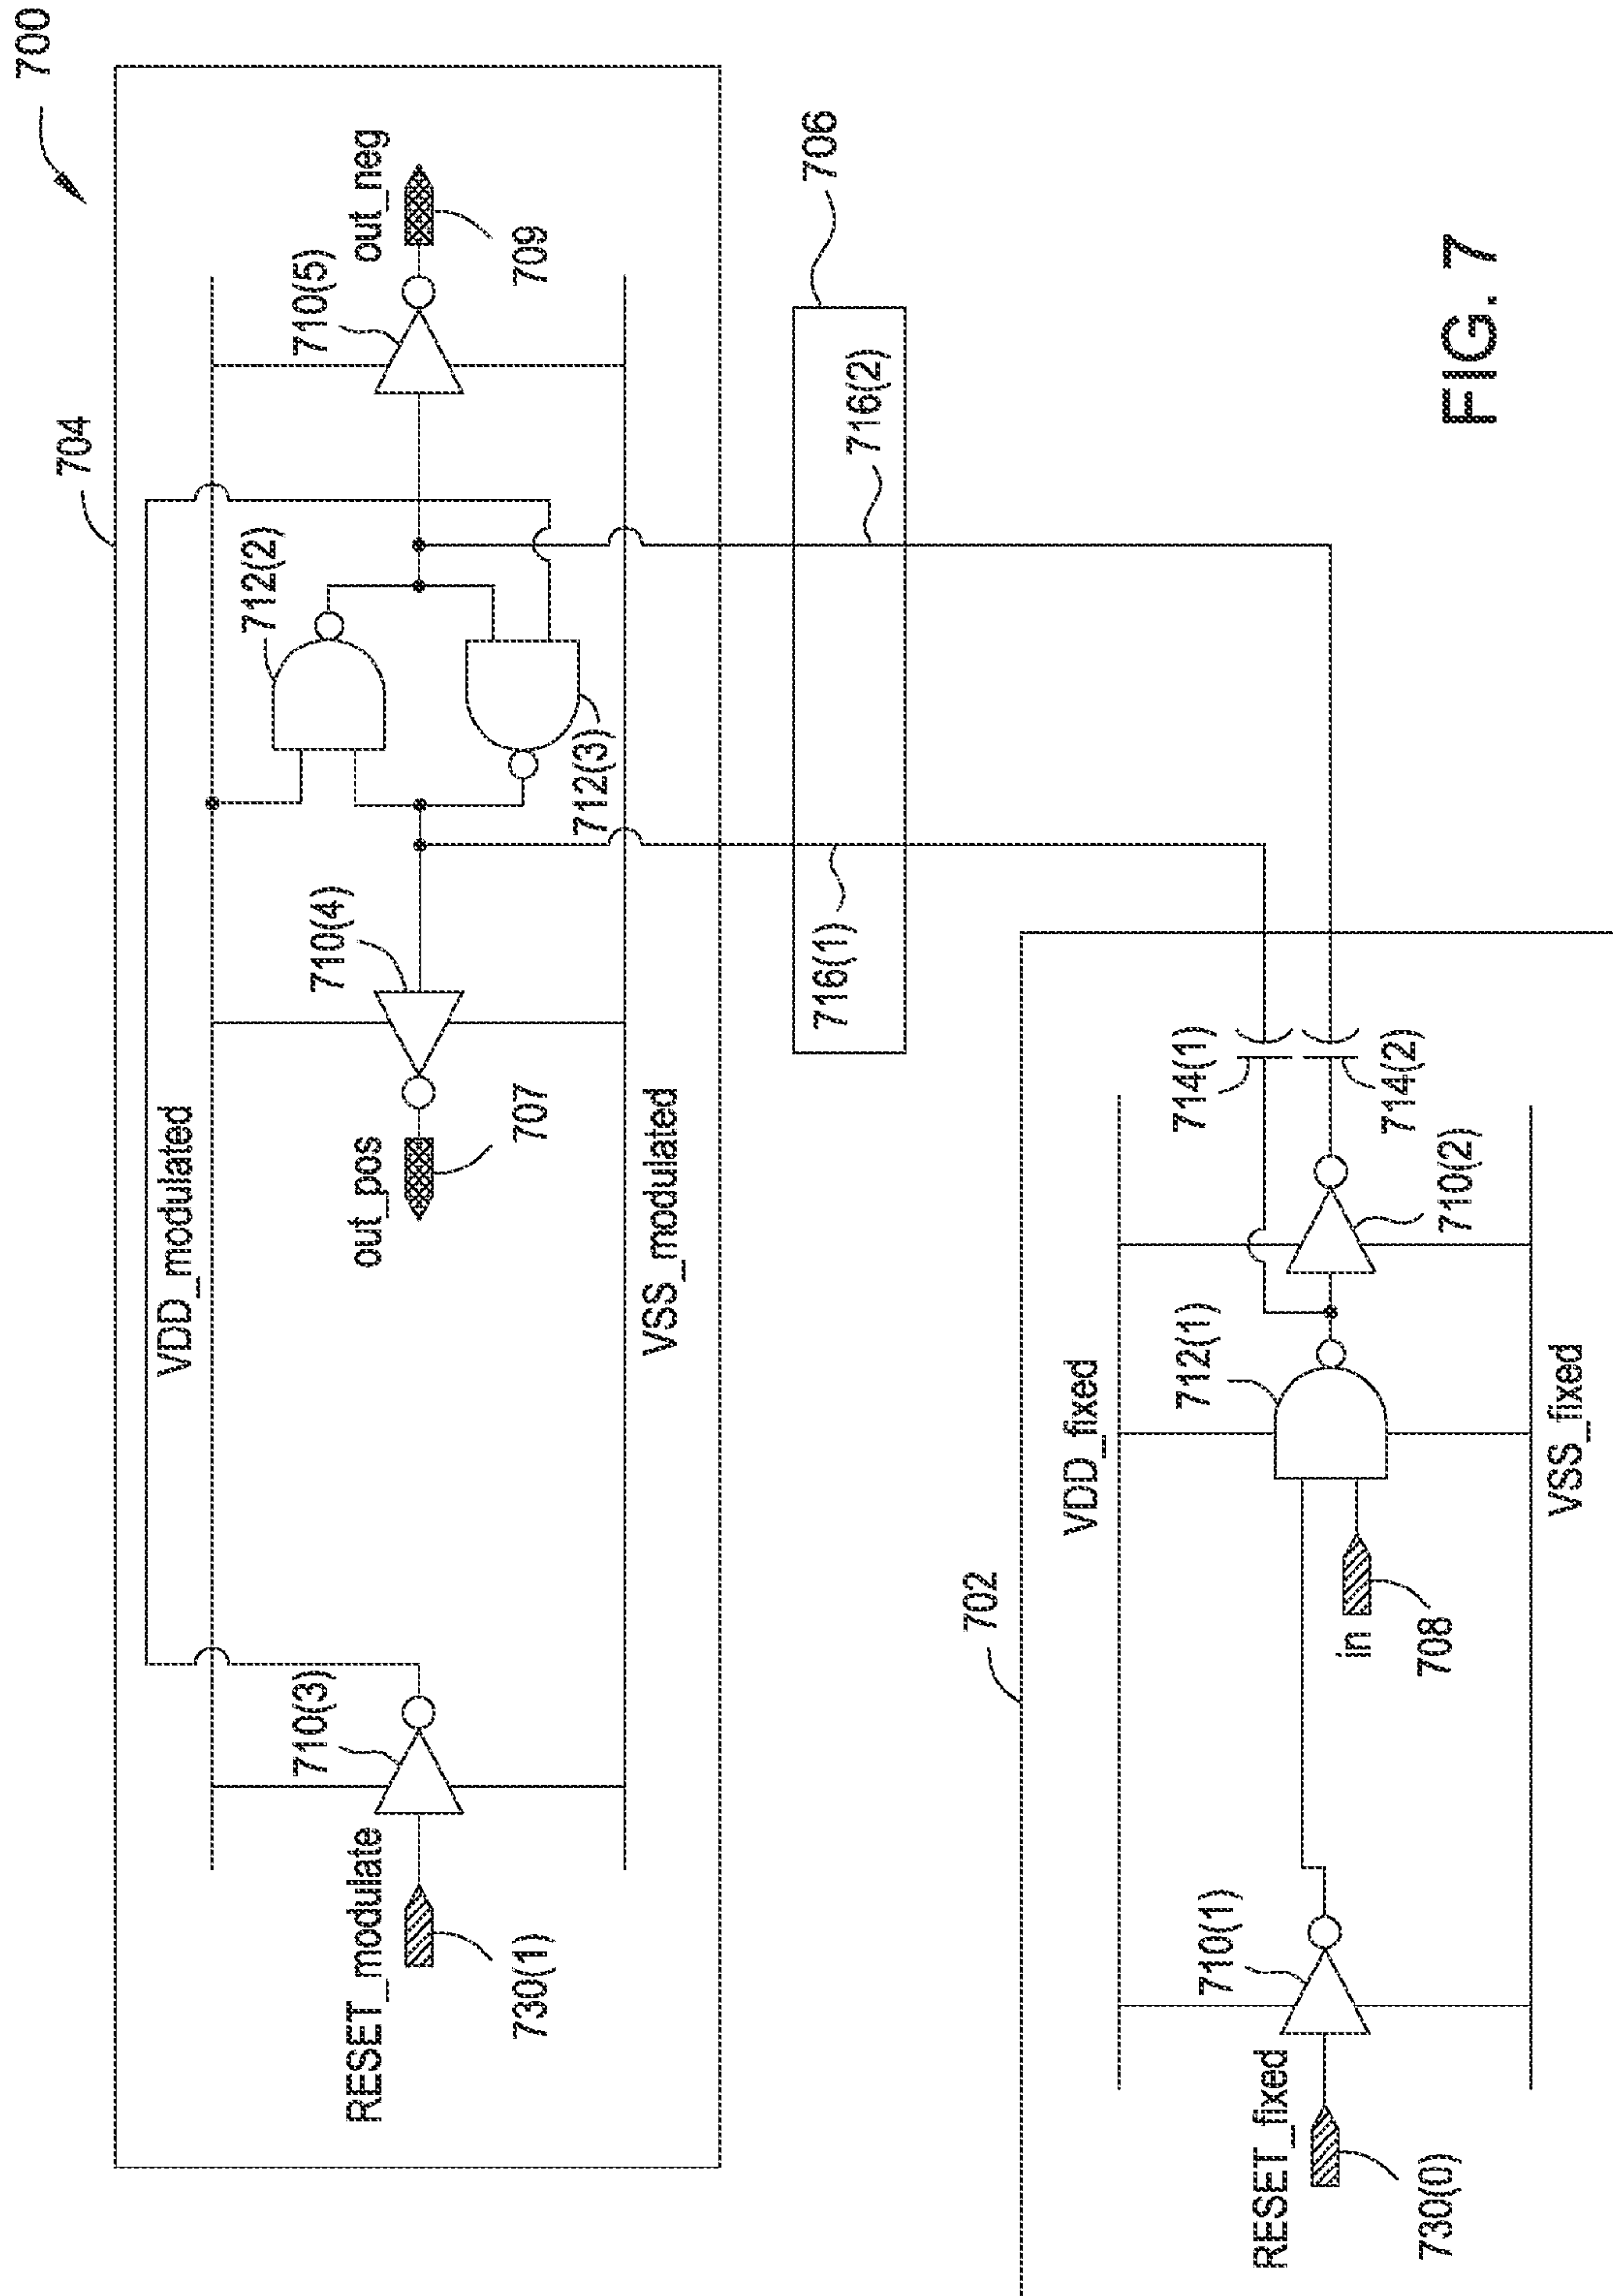 700
704
VDD_modulated
RESET_modulate
730(1)
710(3)
out_pos
707
710(4)
712(2)
712(3)
710(5)
out_neg
709
VSS_modulated
706
716(1)
716(2)
702
VDD_fixed
RESET_fixed
730(0)
710(1)
in
708
712(1)
710(2)
714(1)
714(2)
VSS_fixed
FIG. 7